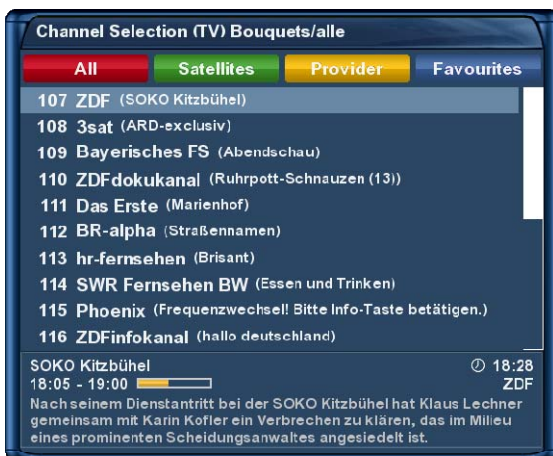 Channel Selection (TV) Bouquets/alle
All Satellites Provider Favourites
107 ZDF (SOKO Kitzbühel)
108 3sat (ARD-exclusiv)
109 Bayerisches FS (Abendschau)
110 ZDFdokukanal (Ruhrpott-Schnauzen (13))
111 Das Erste (Marienhof)
112 BR-alpha (Straßennamen)
113 hr-fernsehen (Brisant)
114 SWR Fernsehen BW (Essen und Trinken)
115 Phoenix (Frequenzwechsel! Bitte Info-Taste betätigen.)
116 ZDFinfokanal (hallo deutschland)
SOKO Kitzbühel 18:28
18:05 - 19:00 ZDF
Nach seinem Dienstantritt bei der SOKO Kitzbühel hat Klaus Lechner
gemeinsam mit Karin Kofler ein Verbrechen zu klären, das im Milieu
eines prominenten Scheidungsanwaltes angesiedelt ist.